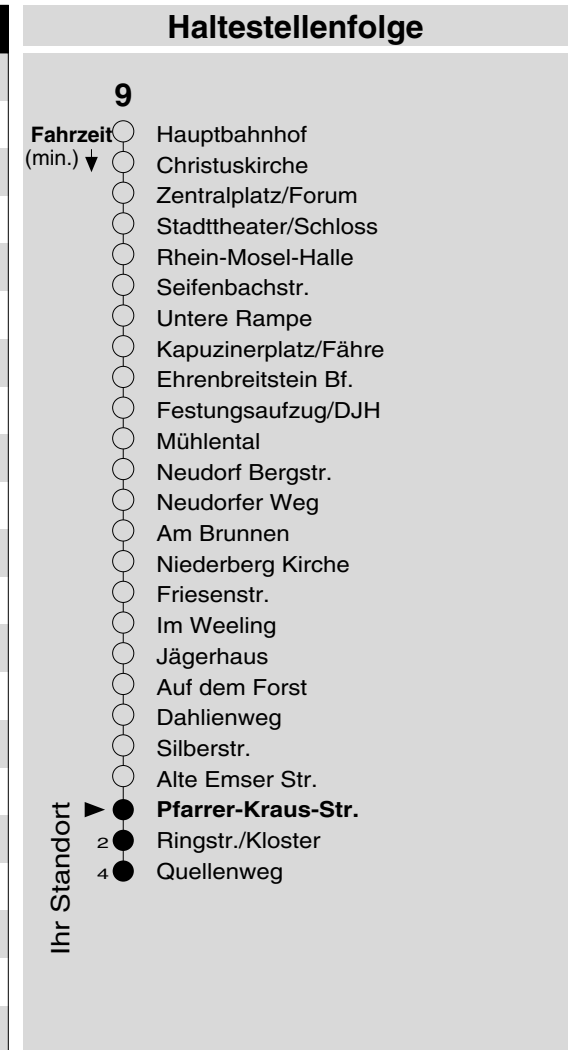 Haltestellenfolge
9
Fahrzeit
(min.)
Hauptbahnhof
Christuskirche
Zentralplatz/Forum
Stadttheater/Schloss
Rhein-Mosel-Halle
Seifenbachstr.
Untere Rampe
Kapuzinerplatz/Fähre
Ehrenbreitstein Bf.
Festungsaufzug/DJH
Mühlental
Neudorf Bergstr.
Neudorfer Weg
Am Brunnen
Niederberg Kirche
Friesenstr.
Im Weeling
Jägerhaus
Auf dem Forst
Dahlienweg
Silberstr.
Alte Emser Str.
Ihr Standort
Pfarrer-Kraus-Str.
2 Ringstr./Kloster
4 Quellenweg